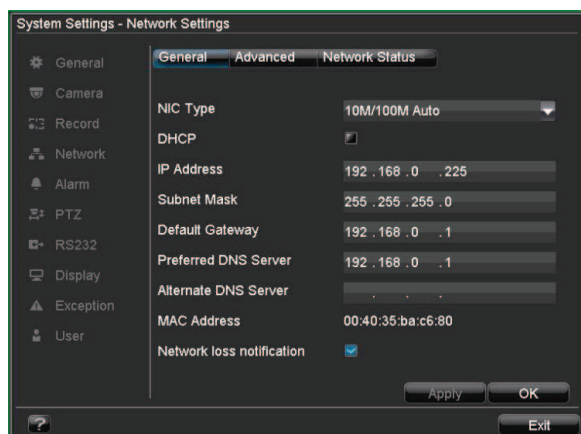 System Settings - Network Settings
General
Camera
Record
Network
Alarm
PTZ
RS232
Display
Exception
User
General Advanced Network Status
NIC Type 10M/100M Auto
DHCP
IP Address 192 . 168 . 0 . 225
Subnet Mask 255 . 255 . 255 . 0
Default Gateway 192 . 168 . 0 . 1
Preferred DNS Server 192 . 168 . 0 . 1
Alternate DNS Server . . .
MAC Address 00:40:35:ba:c6:80
Network loss notification
Apply OK
? Exit